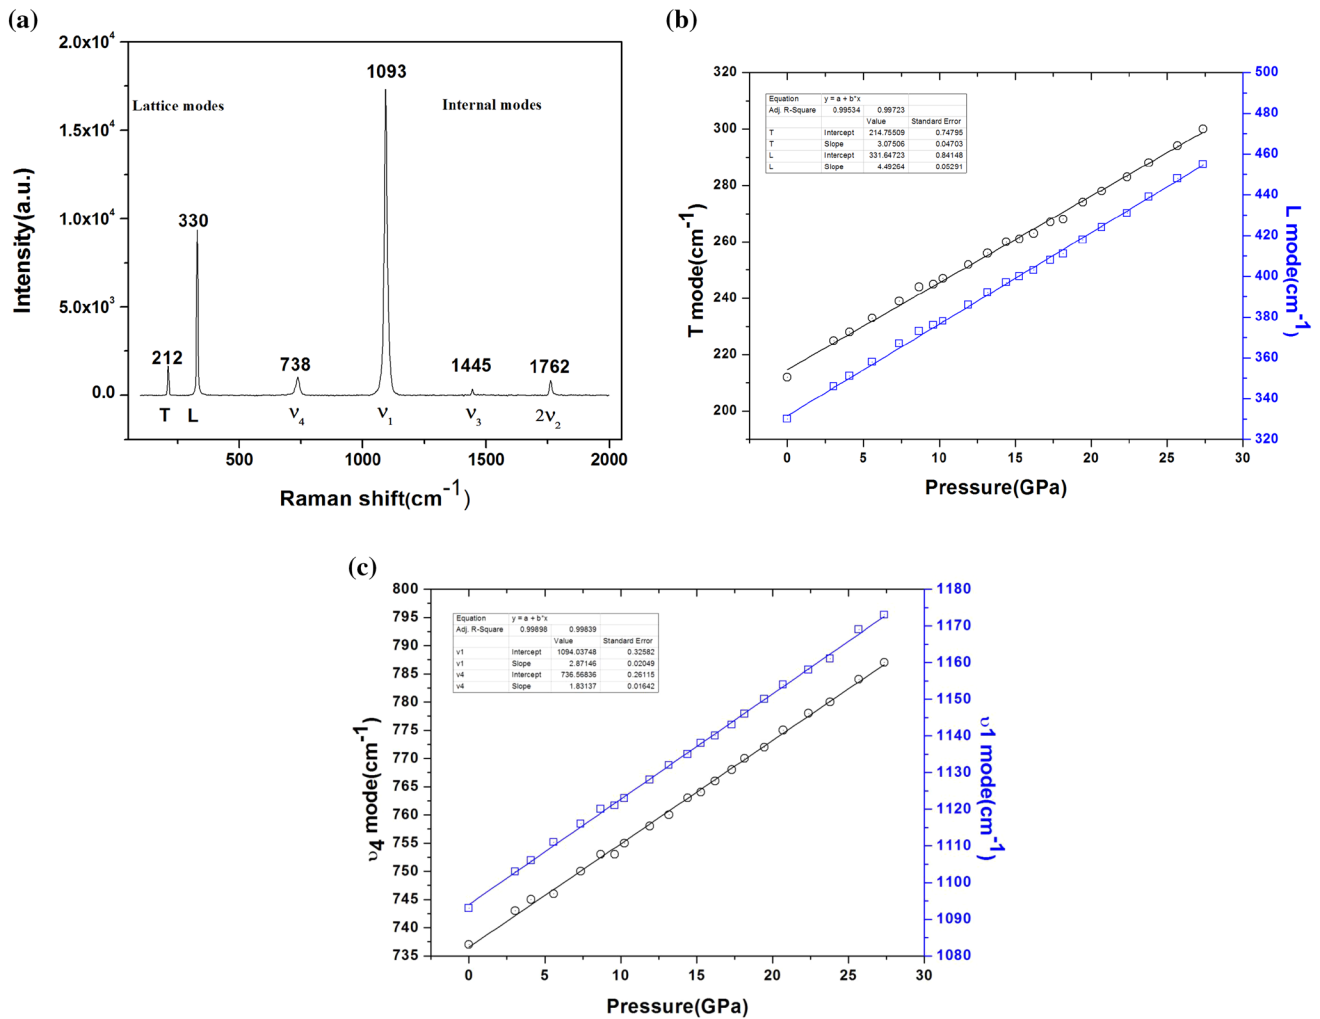 (a)
2.0x10⁴
1.5x10⁴
1.0x10⁴
5.0x10³
0.0
Intensity(a.u.)
Lattice modes
Internal modes
1093
330
212
738
1445
1762
T L ν₄ ν₁ ν₃ 2ν₂
500 1000 1500 2000
Raman shift(cm⁻¹)
(b)
320
300
280
260
240
220
200
T mode(cm⁻¹)
Equation y = a + b*x
Adj. R-Square 0.99534 0.99723
Value Standard Error
T Intercept 214.75509 0.74795
T Slope 3.07506 0.04703
L Intercept 331.64723 0.84148
L Slope 4.49264 0.05291
500
480
460
440
420
400
380
360
340
320
L mode(cm⁻¹)
0 5 10 15 20 25 30
Pressure(GPa)
(c)
800
795
790
785
780
775
770
765
760
755
750
745
740
735
υ4 mode(cm⁻¹)
Equation y = a + b*x
Adj. R-Square 0.99898 0.99839
Value Standard Error
v1 Intercept 1094.03748 0.32582
v1 Slope 2.87146 0.02049
v4 Intercept 736.56836 0.26115
v4 Slope 1.83137 0.01642
1180
1170
1160
1150
1140
1130
1120
1110
1100
1090
1080
υ1 mode(cm⁻¹)
0 5 10 15 20 25 30
Pressure(GPa)